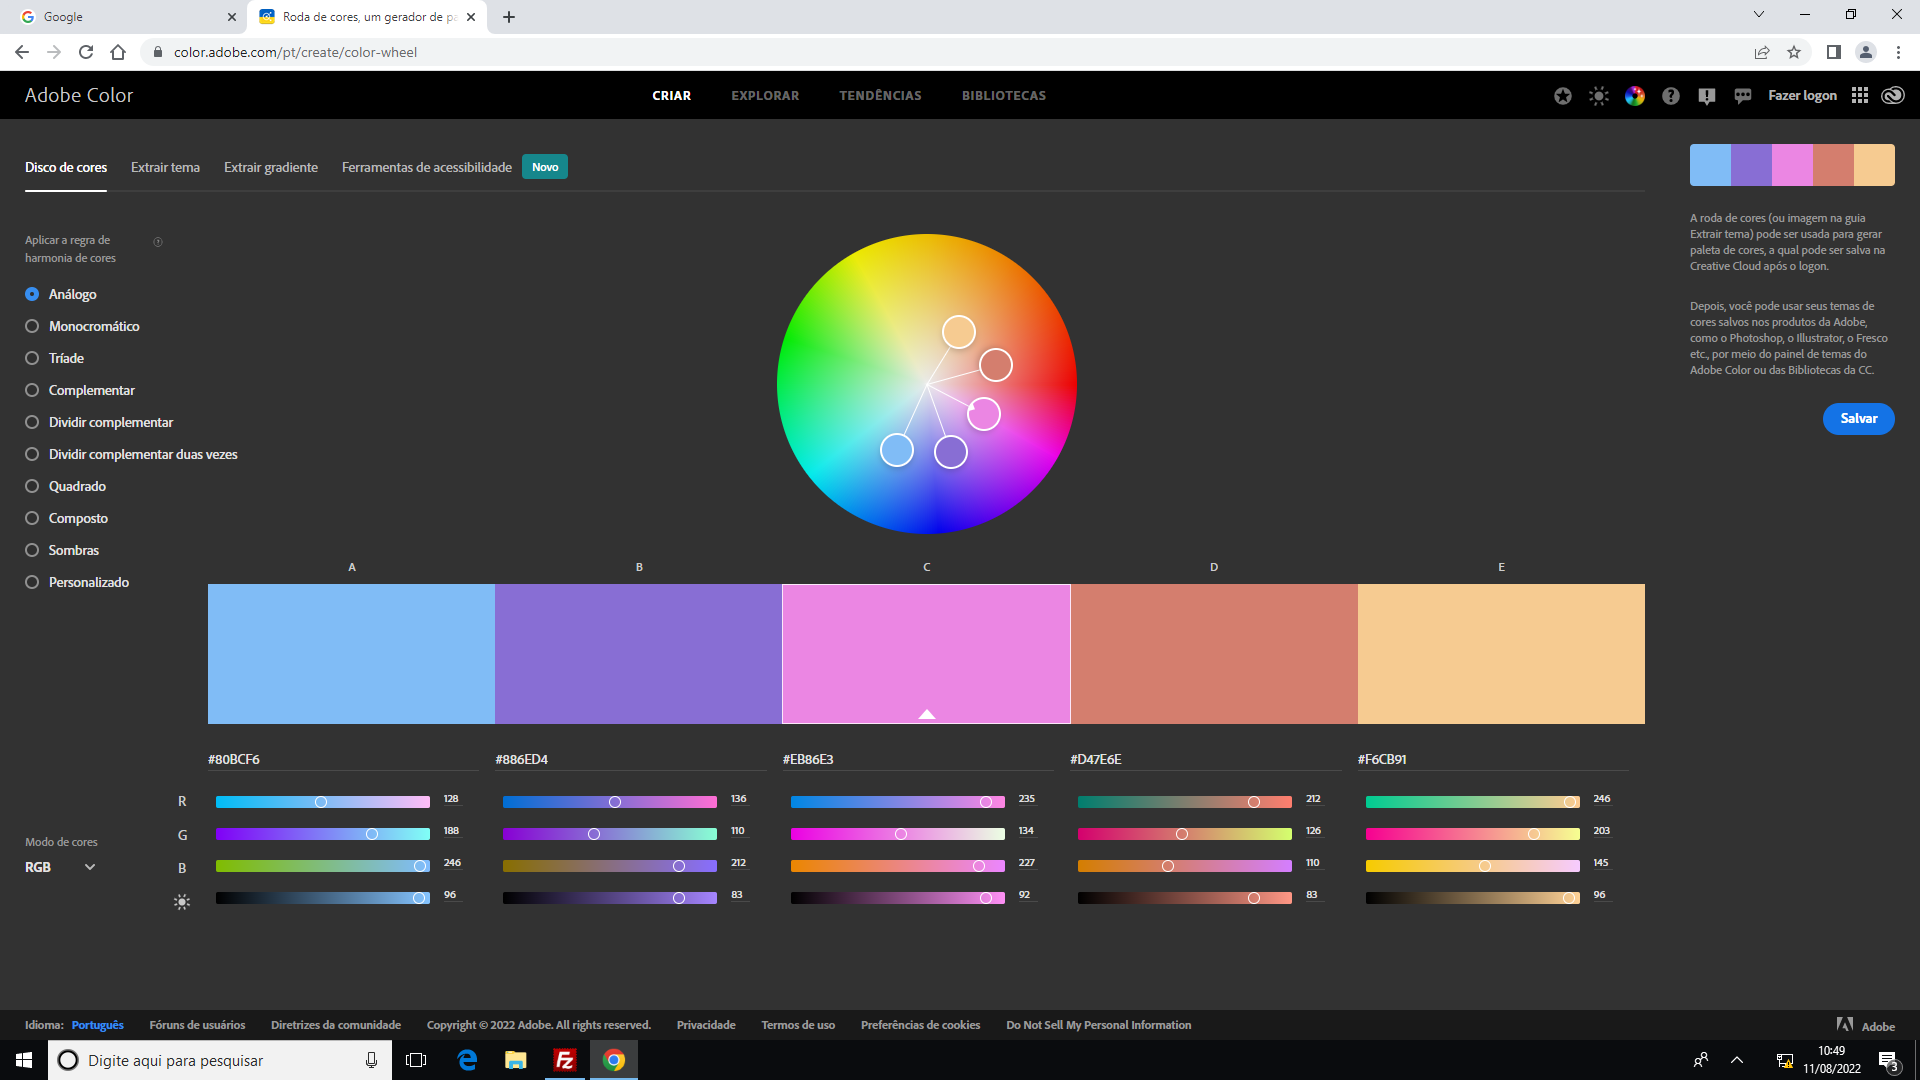 Google
Roda de cores, um gerador de pa
color.adobe.com/pt/create/color-wheel
Adobe Color
CRIAR
EXPLORAR
TENDÊNCIAS
BIBLIOTECAS
Fazer logon
Disco de cores
Extrair tema
Extrair gradiente
Ferramentas de acessibilidade
Novo
Aplicar a regra de
harmonia de cores
Análogo
Monocromático
Tríade
Complementar
Dividir complementar
Dividir complementar duas vezes
Quadrado
Composto
Sombras
Personalizado
A roda de cores (ou imagem na guia
Extrair tema) pode ser usada para gerar
paleta de cores, a qual pode ser salva na
Creative Cloud após o logon.
Depois, você pode usar seus temas de
cores salvos nos produtos da Adobe,
como o Photoshop, o Illustrator, o Fresco
etc., por meio do painel de temas do
Adobe Color ou das Bibliotecas da CC.
Salvar
A B C D E
#80BCF6 #886ED4 #EB86E3 #D47E6E #F6CB91
R 128 136 235 212 246
G 188 110 134 126 203
B 246 212 227 110 145
96 83 92 83 96
Modo de cores
RGB
Idioma: Português
Fóruns de usuários
Diretrizes da comunidade
Copyright © 2022 Adobe. All rights reserved.
Privacidade
Termos de uso
Preferências de cookies
Do Not Sell My Personal Information
Adobe
Digite aqui para pesquisar
Fz
10:49
11/08/2022
3